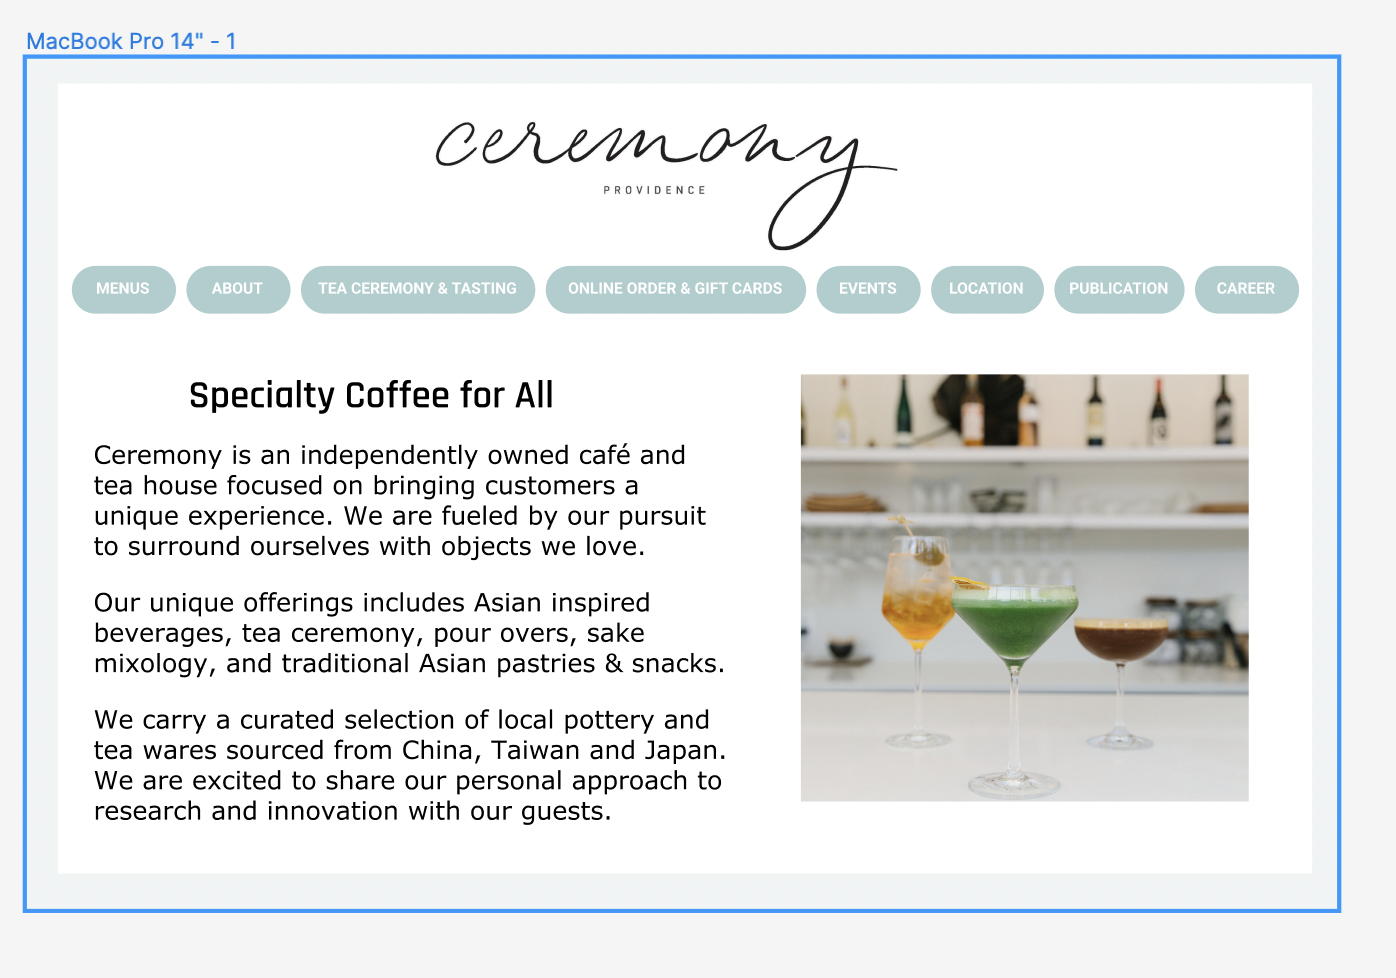 MacBook Pro 14" - 1
ceremony
PROVIDENCE
MENUS
ABOUT
TEA CEREMONY & TASTING
ONLINE ORDER & GIFT CARDS
EVENTS
LOCATION
PUBLICATION
CAREER
Specialty Coffee for All
Ceremony is an independently owned café and
tea house focused on bringing customers a
unique experience. We are fueled by our pursuit
to surround ourselves with objects we love.
Our unique offerings includes Asian inspired
beverages, tea ceremony, pour overs, sake
mixology, and traditional Asian pastries & snacks.
We carry a curated selection of local pottery and
tea wares sourced from China, Taiwan and Japan.
We are excited to share our personal approach to
research and innovation with our guests.